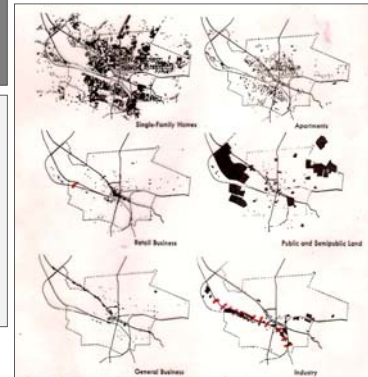 Single-Family Homes
Apartments
Retail Business
Public and Semipublic Land
General Business
Industry